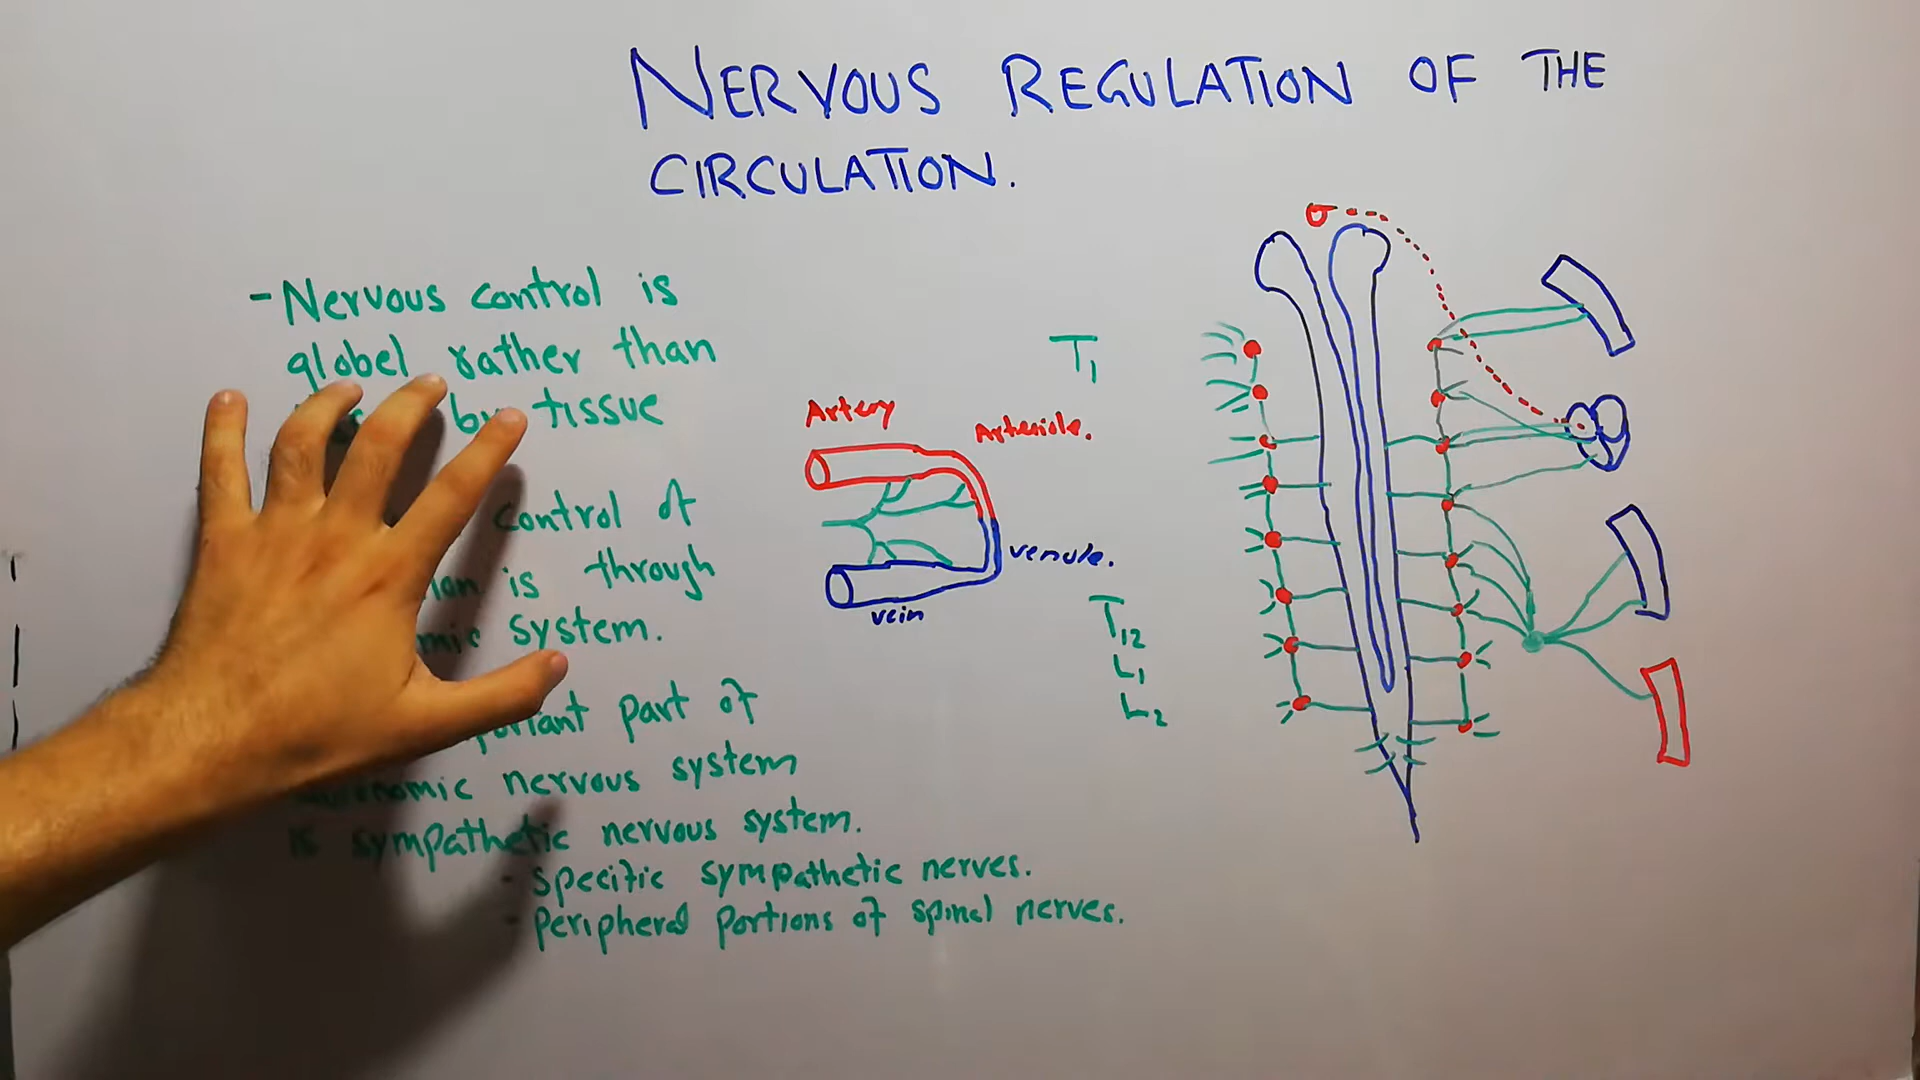 NERVOUS REGULATION OF THE
CIRCULATION.
- Nervous control is
globel rather than
by tissue
control of
is through
system.
part of
nervous system
is sympathetic nervous system.
- specific sympathetic nerves.
- peripheral portions of spinal nerves.
Artery
Arteriole.
venule.
vein
T1
T12
L1
L2